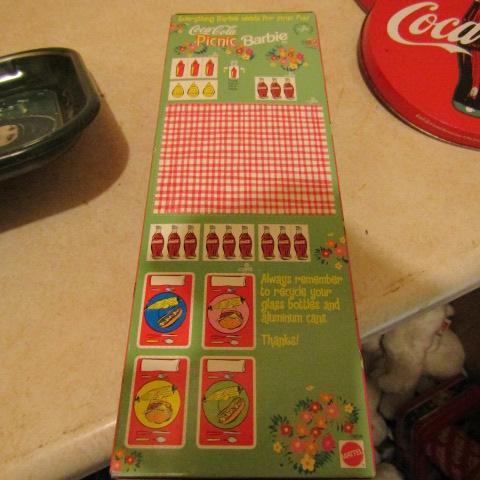 Everything Barbie needs for your fun!
Coca-Cola
Picnic Barbie
Coca
Always remember
to recycle your
glass bottles and
aluminum cans.
Thanks!
MATTEL